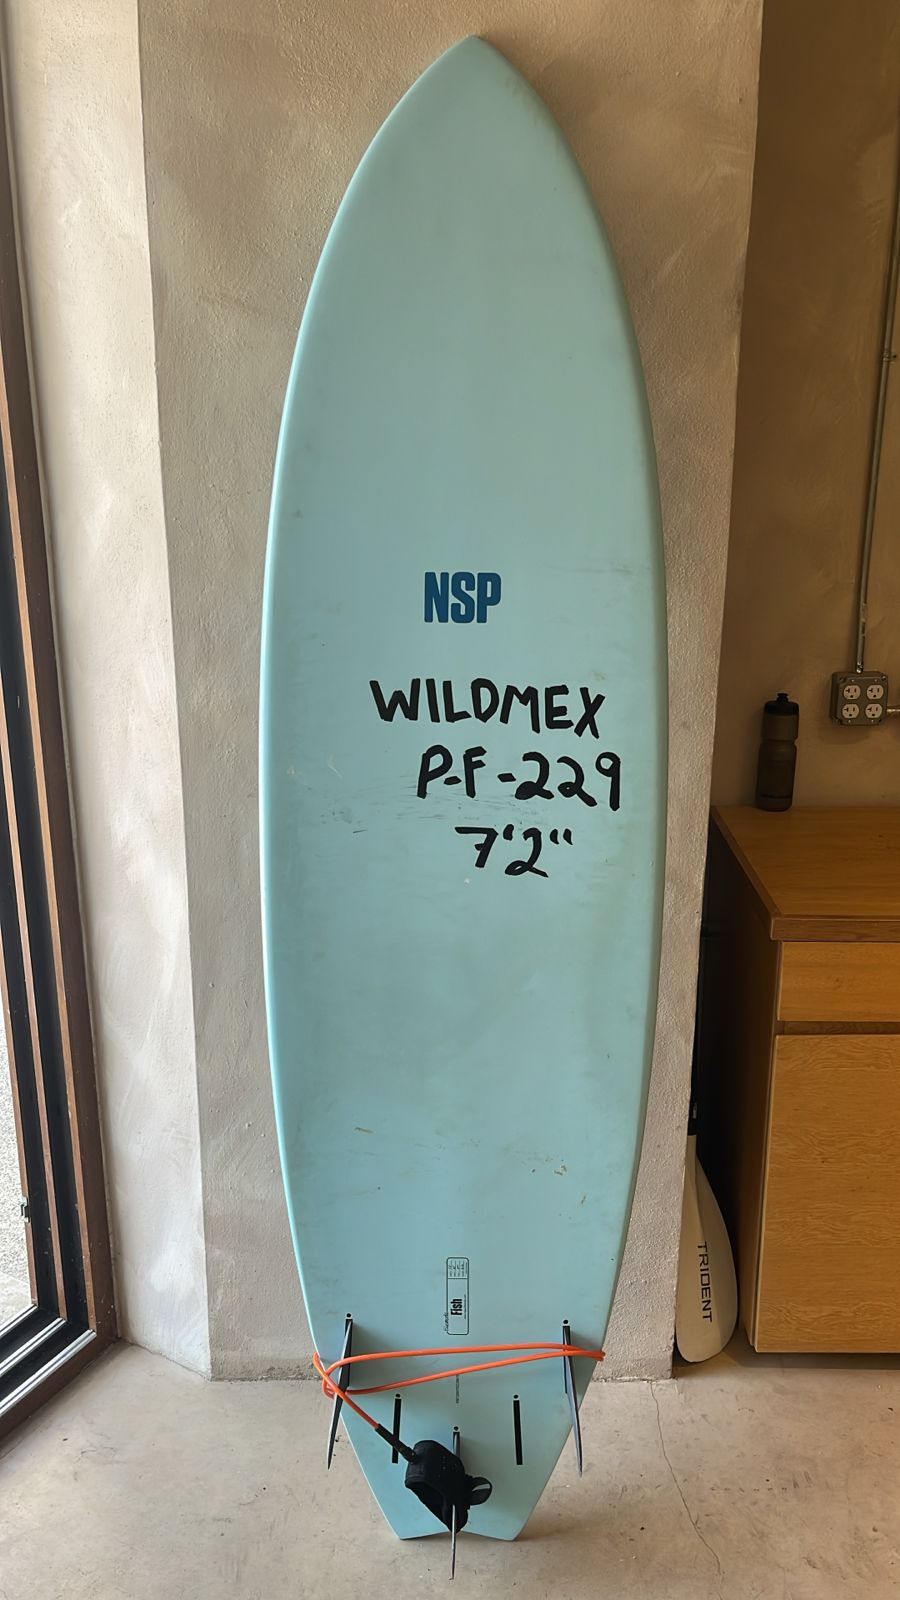 NSP
WILDMEX
P-F-229
7'2"
Fish
TRIDENT